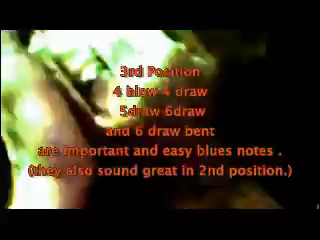 3rd Position
4 blow 4 draw
5draw 6draw
and 6 draw bent
are important and easy blues notes .
(they also sound great in 2nd position.)